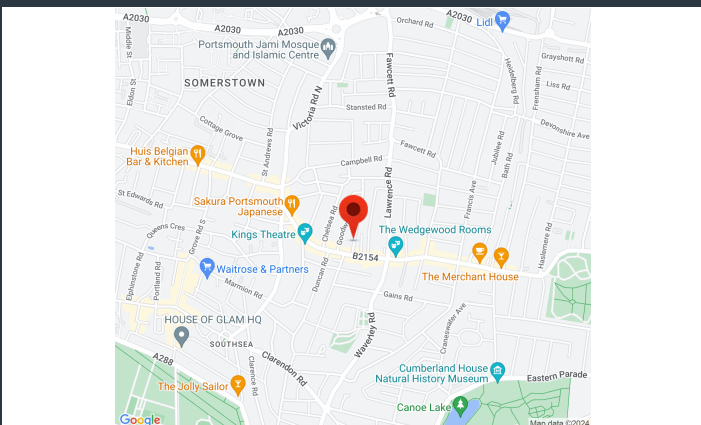 A2030
A2030
A2030
A2030
Orchard Rd
Lidl
Middle St
Portsmouth Jami Mosque
and Islamic Centre
Fawcett Rd
Grayshott Rd
Heidelberg Rd
Frensham Rd
Liss Rd
Eldon St
SOMERSTOWN
Victoria Rd N
Stansted Rd
Cottage Grove
Devonshire Ave
St Andrews Rd
Fawcett Rd
Jubilee Rd
Bath Rd
Huis Belgian
Bar & Kitchen
Campbell Rd
Lawrence Rd
Francis Ave
St Edwards Rd
Sakura Portsmouth
Japanese
Chelsea Rd
Queens Cres
Grove Rd S
Kings Theatre
The Wedgewood Rooms
Haslemere Rd
B2154
Elphinstone Rd
Portland Rd
Waitrose & Partners
Duncan Rd
The Merchant House
Marmion Rd
Gains Rd
HOUSE OF GLAM HQ
Craneswater Ave
SOUTHSEA
Waverley Rd
A288
Clarendon Rd
Clarence Rd
Cumberland House
Natural History Museum
Eastern Parade
The Jolly Sailor
Canoe Lake
Google
Map data ©2024